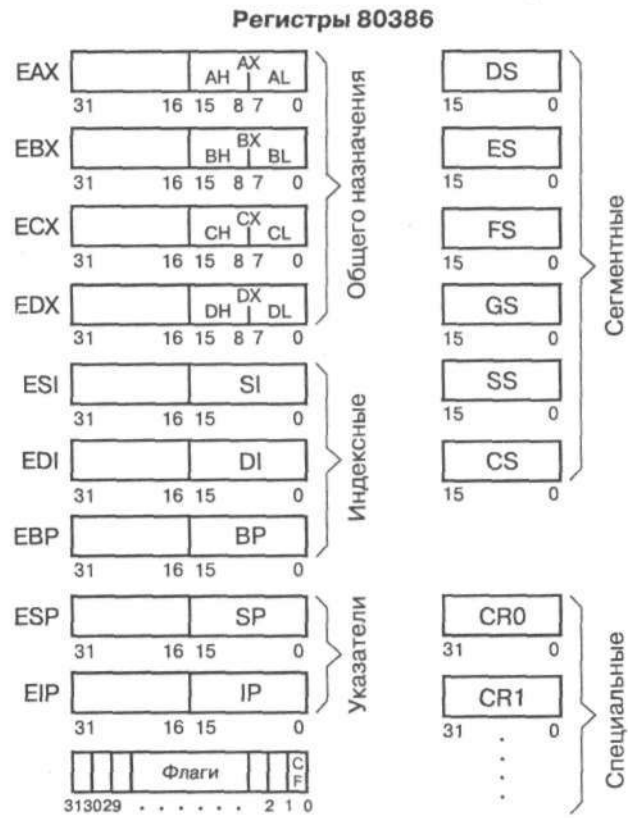 Регистры 80386
EAX AX AH AL
31 16 15 8 7 0
EBX BX BH BL
31 16 15 8 7 0
ECX CX CH CL
31 16 15 8 7 0
EDX DX DH DL
31 16 15 8 7 0
Общего назначения
ESI SI
31 16 15 0
EDI DI
31 16 15 0
EBP BP
31 16 15 0
Индексные
ESP SP
31 16 15 0
EIP IP
31 16 15 0
Указатели
Флаги CF
31 30 29 . . . . . . 2 1 0
DS
15 0
ES
15 0
FS
15 0
GS
15 0
SS
15 0
CS
15 0
Сегментные
CR0
31 0
CR1
31 0
Специальные